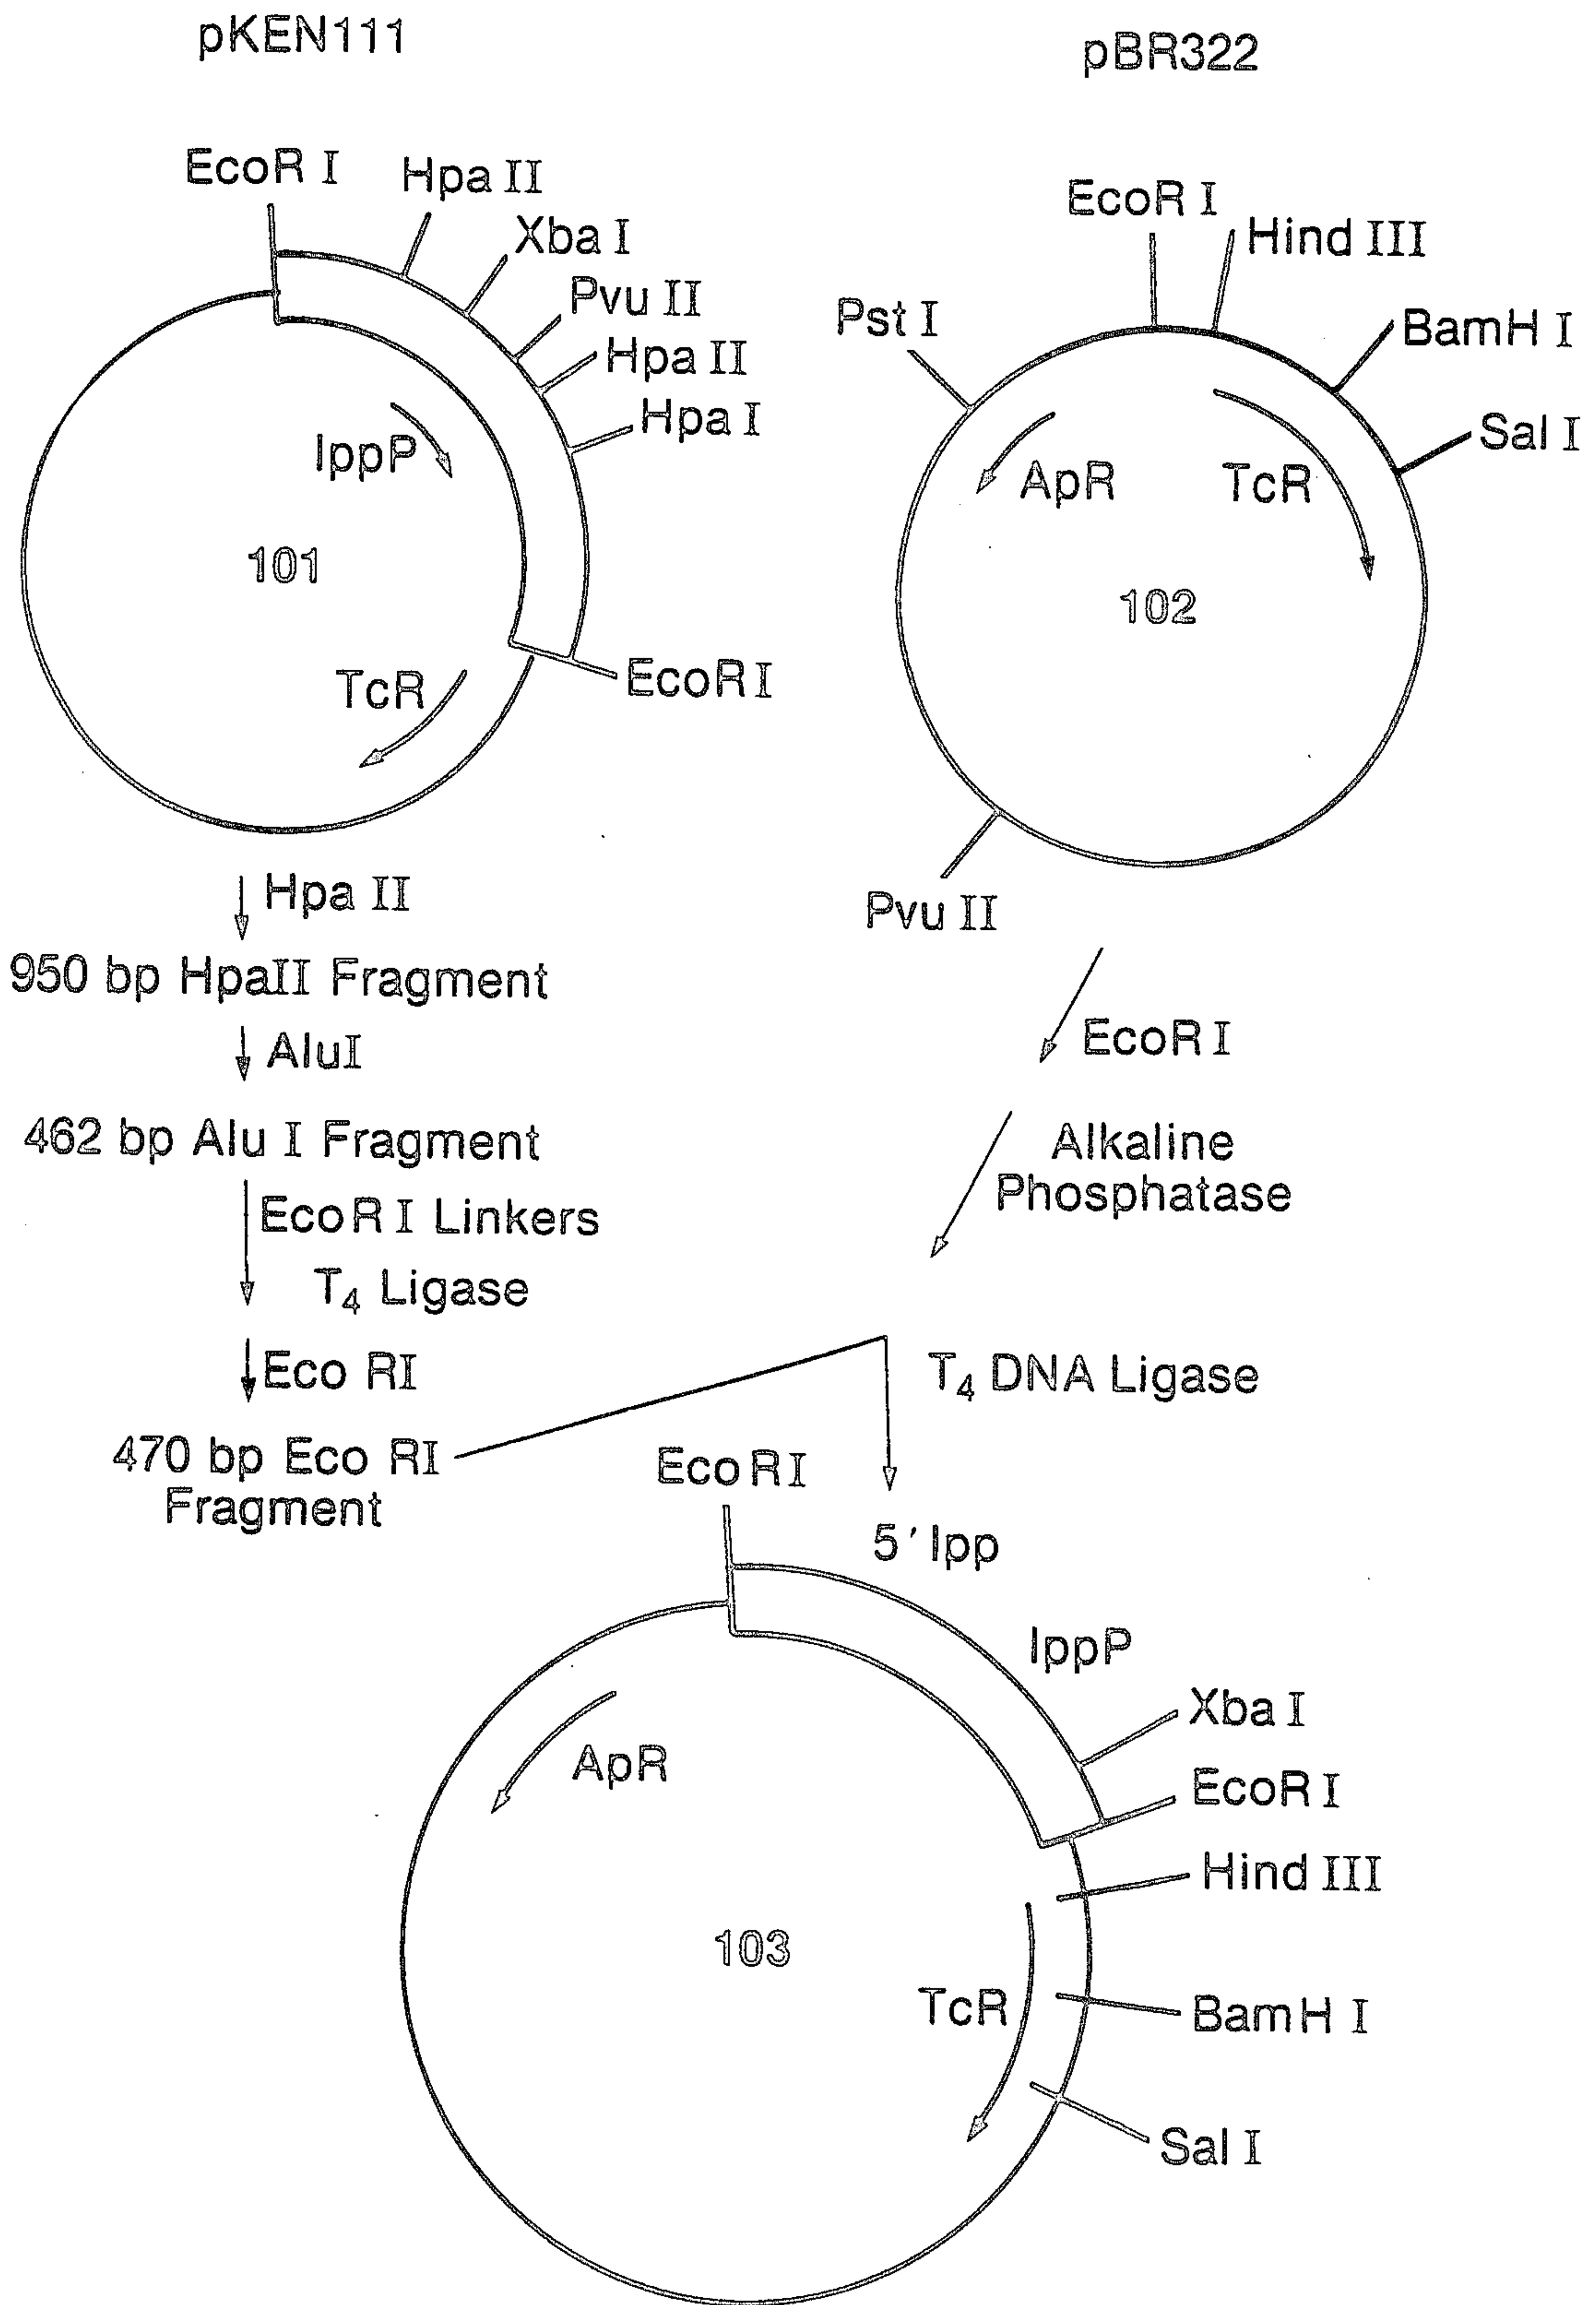 pKEN111
EcoR I
Hpa II
Xba I
Pvu II
Hpa II
Hpa I
lppP
101
TcR
EcoR I
Hpa II
950 bp HpaII Fragment
AluI
462 bp Alu I Fragment
EcoR I Linkers
T4 Ligase
Eco RI
470 bp Eco RI
Fragment
pBR322
EcoR I
Hind III
Pst I
BamH I
Sal I
ApR
TcR
102
Pvu II
EcoR I
Alkaline
Phosphatase
T4 DNA Ligase
EcoRI
5' lpp
lppP
Xba I
ApR
EcoR I
Hind III
103
TcR
BamH I
Sal I